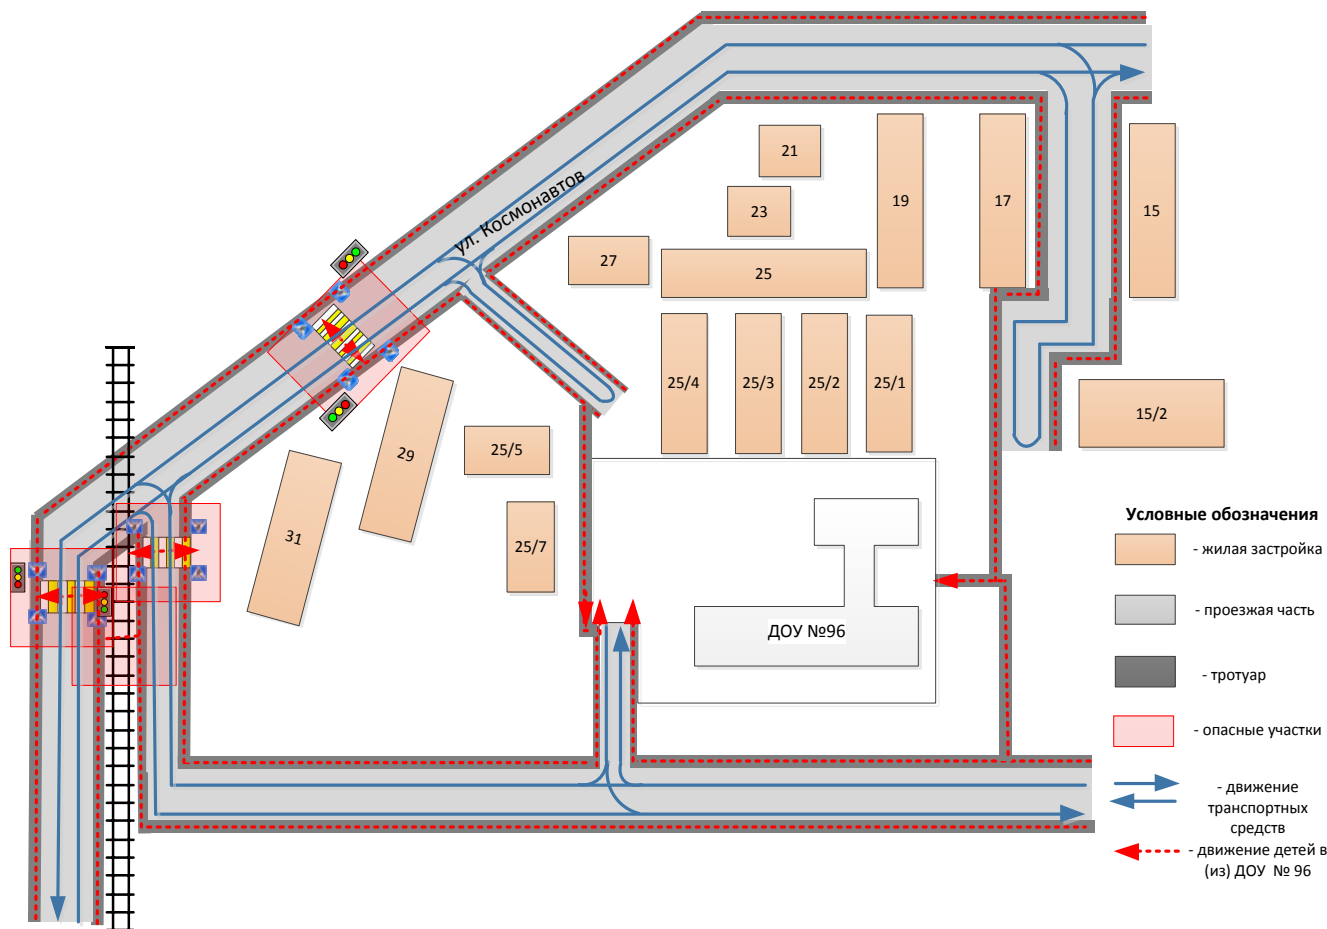 ул. Космонавтов
21
19
17
23
15
27
25
25/4
25/3
25/2
25/1
15/2
29
25/5
31
25/7
ДОУ №96
Условные обозначения
- жилая застройка
- проезжая часть
- тротуар
- опасные участки
- движение
транспортных
средств
- движение детей в
(из) ДОУ № 96